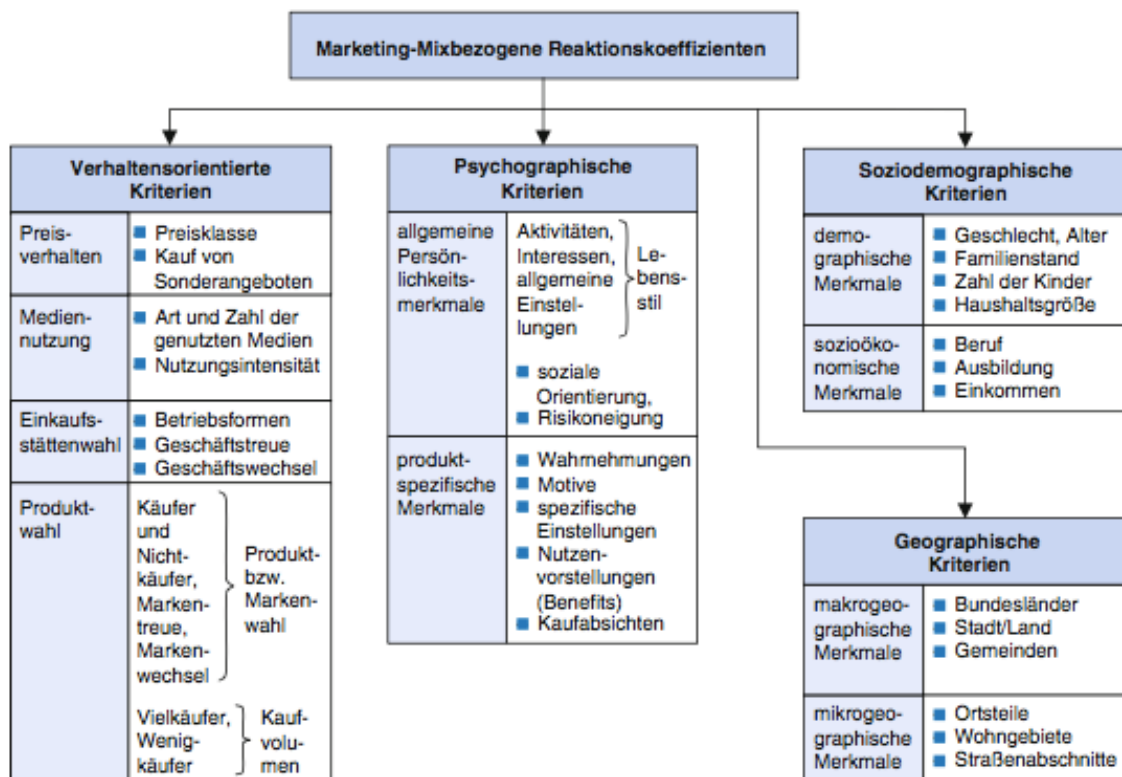 Marketing-Mixbezogene Reaktionskoeffizienten
Verhaltensorientierte
Kriterien
Preis-
verhalten
Preisklasse
Kauf von
Sonderangeboten
Medien-
nutzung
Art und Zahl der
genutzten Medien
Nutzungsintensität
Einkaufs-
stättenwahl
Betriebsformen
Geschäftstreue
Geschäftswechsel
Produkt-
wahl
Käufer
und
Nicht-
käufer,
Marken-
treue,
Marken-
wechsel
Produkt-
bzw.
Marken-
wahl
Vielkäufer,
Wenig-
käufer
Kauf-
volu-
men
Psychographische
Kriterien
allgemeine
Persön-
lichkeits-
merkmale
Aktivitäten,
Interessen,
allgemeine
Einstel-
lungen
Le-
bens-
stil
soziale
Orientierung,
Risikoneigung
produkt-
spezifische
Merkmale
Wahrnehmungen
Motive
spezifische
Einstellungen
Nutzen-
vorstellungen
(Benefits)
Kaufabsichten
Soziodemographische
Kriterien
demo-
graphische
Merkmale
Geschlecht, Alter
Familienstand
Zahl der Kinder
Haushaltsgröße
sozioöko-
nomische
Merkmale
Beruf
Ausbildung
Einkommen
Geographische
Kriterien
makrogeo-
graphische
Merkmale
Bundesländer
Stadt/Land
Gemeinden
mikrogeo-
graphische
Merkmale
Ortsteile
Wohngebiete
Straßenabschnitte